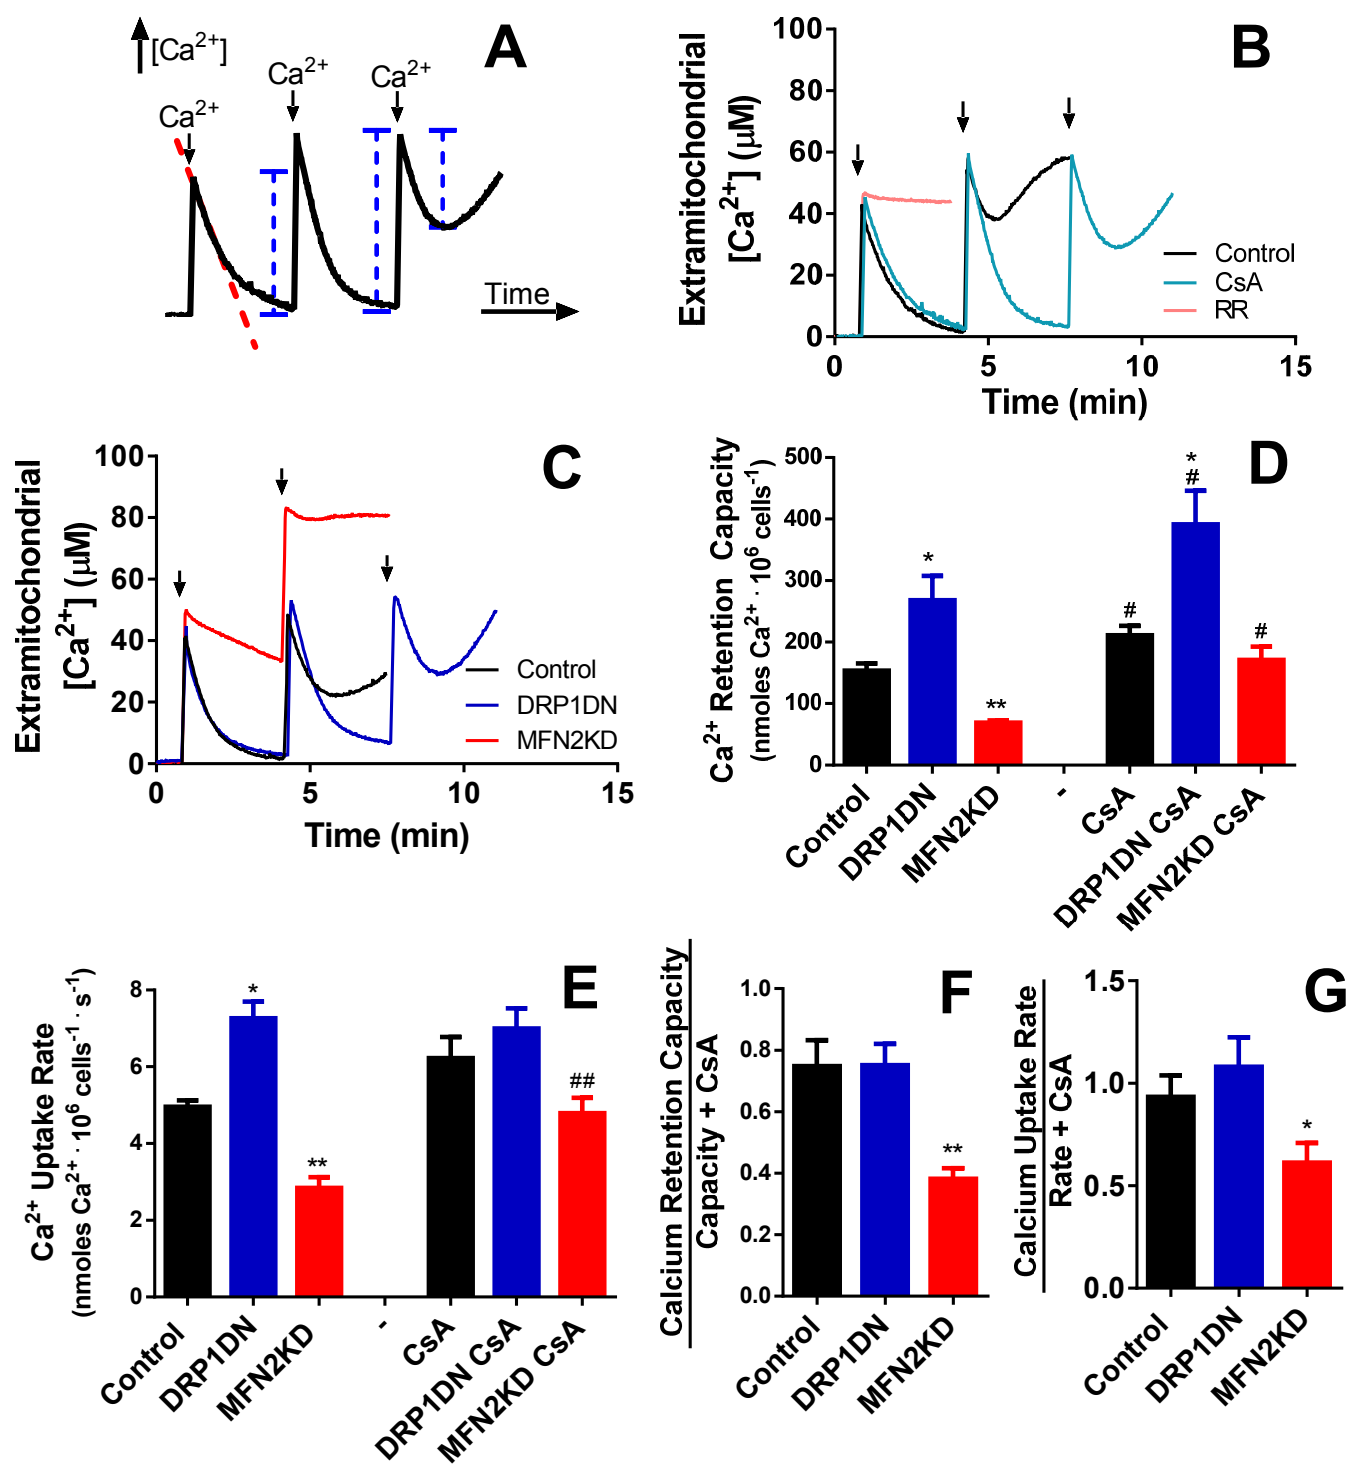 A
[Ca2+]
Ca2+
Ca2+
Ca2+
Time
B
Extramitochondrial
[Ca2+] (µM)
100
80
60
40
20
0
0
5
10
15
Time (min)
Control
CsA
RR
C
Extramitochondrial
[Ca2+] (µM)
100
80
60
40
20
0
0
5
10
15
Time (min)
Control
DRP1DN
MFN2KD
D
Ca2+ Retention Capacity
(nmoles Ca2+ · 106 cells-1)
500
400
300
200
100
0
*
**
#
*
#
#
Control
DRP1DN
MFN2KD
-
CsA
DRP1DN CsA
MFN2KD CsA
E
Ca2+ Uptake Rate
(nmoles Ca2+ · 106 cells-1 · s-1)
8
6
4
2
0
*
**
##
Control
DRP1DN
MFN2KD
-
CsA
DRP1DN CsA
MFN2KD CsA
F
Calcium Retention Capacity
Capacity + CsA
1.0
0.8
0.6
0.4
0.2
0.0
**
Control
DRP1DN
MFN2KD
G
Calcium Uptake Rate
Rate + CsA
1.5
1.0
0.5
0.0
*
Control
DRP1DN
MFN2KD